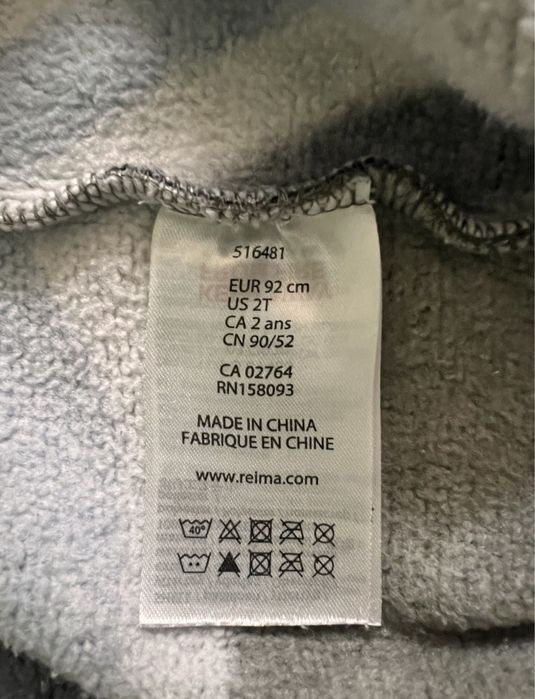 516481
EUR 92 cm
US 2T
CA 2 ans
CN 90/52
CA 02764
RN158093
MADE IN CHINA
FABRIQUE EN CHINE
www.reima.com
40°